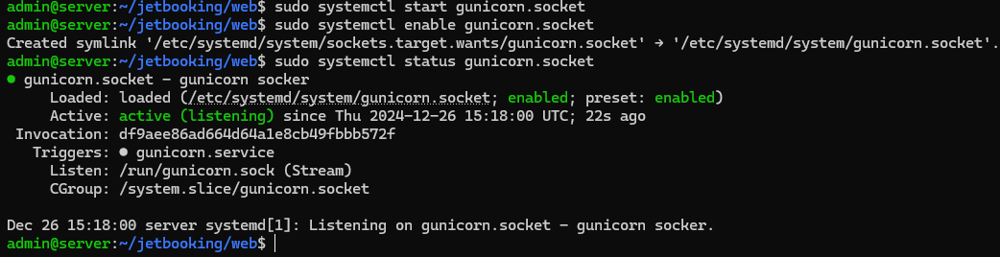 admin@server:~/jetbooking/web$ sudo systemctl start gunicorn.socket
admin@server:~/jetbooking/web$ sudo systemctl enable gunicorn.socket
Created symlink '/etc/systemd/system/sockets.target.wants/gunicorn.socket' → '/etc/systemd/system/gunicorn.socket'.
admin@server:~/jetbooking/web$ sudo systemctl status gunicorn.socket
● gunicorn.socket - gunicorn socker
Loaded: loaded (/etc/systemd/system/gunicorn.socket; enabled; preset: enabled)
Active: active (listening) since Thu 2024-12-26 15:18:00 UTC; 22s ago
Invocation: df9aee86ad664d64a1e8cb49fbbb572f
Triggers: ● gunicorn.service
Listen: /run/gunicorn.sock (Stream)
CGroup: /system.slice/gunicorn.socket
Dec 26 15:18:00 server systemd[1]: Listening on gunicorn.socket - gunicorn socker.
admin@server:~/jetbooking/web$